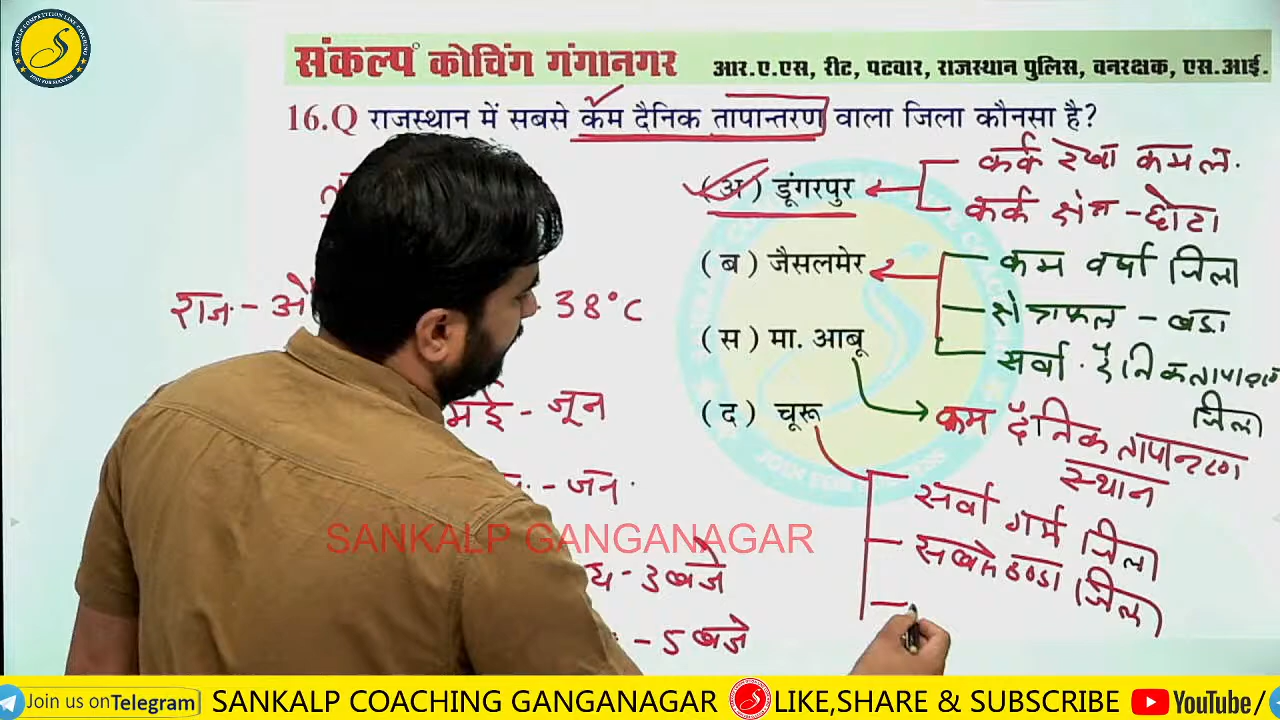 संकल्प® कोचिंग गंगानगर
आर.ए.एस, रीट, पटवार, राजस्थान पुलिस, वनरक्षक, एस.आई.
16.Q राजस्थान में सबसे कम दैनिक तापान्तरण वाला जिला कौनसा है?
(अ) डूंगरपुर
कर्क रेखा कम ल.
कर्क क्षेत्र - छोटा
(ब) जैसलमेर
कम वर्षा जिला
क्षेत्रफल - बडा
सर्वा. दैनिक तापान्तरण
जिला
(स) मा. आबू
कम दैनिक तापान्तरण
स्थान
(द) चूरू
सर्वा गर्म जिला
सबसे ठण्डा जिला
राज. - औ
38°C
मई - जून
- जन.
- 3 बजे
- 5 बजे
SANKALP GANGANAGAR
Join us on Telegram
SANKALP COACHING GANGANAGAR
LIKE,SHARE & SUBSCRIBE
YouTube/